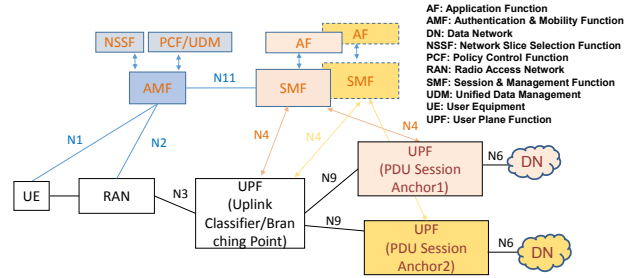 AF: Application Function
AMF: Authentication & Mobility Function
DN: Data Network
NSSF: Network Slice Selection Function
PCF: Policy Control Function
RAN: Radio Access Network
SMF: Session & Management Function
UDM: Unified Data Management
UE: User Equipment
UPF: User Plane Function
NSSF
PCF/UDM
AF
AF
AMF
N11
SMF
SMF
N1
N2
N4
N4
N4
UE
RAN
N3
UPF
(Uplink
Classifier/Bran
ching Point)
N9
N9
UPF
(PDU Session
Anchor1)
N6
DN
UPF
(PDU Session
Anchor2)
N6
DN